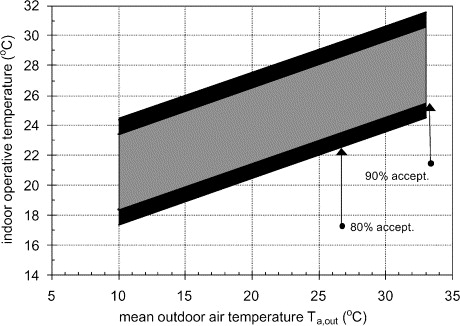 32
30
28
26
24
22
20
18
16
14
indoor operative temperature (°C)
90% accept.
80% accept.
5 10 15 20 25 30 35
mean outdoor air temperature Ta,out (°C)